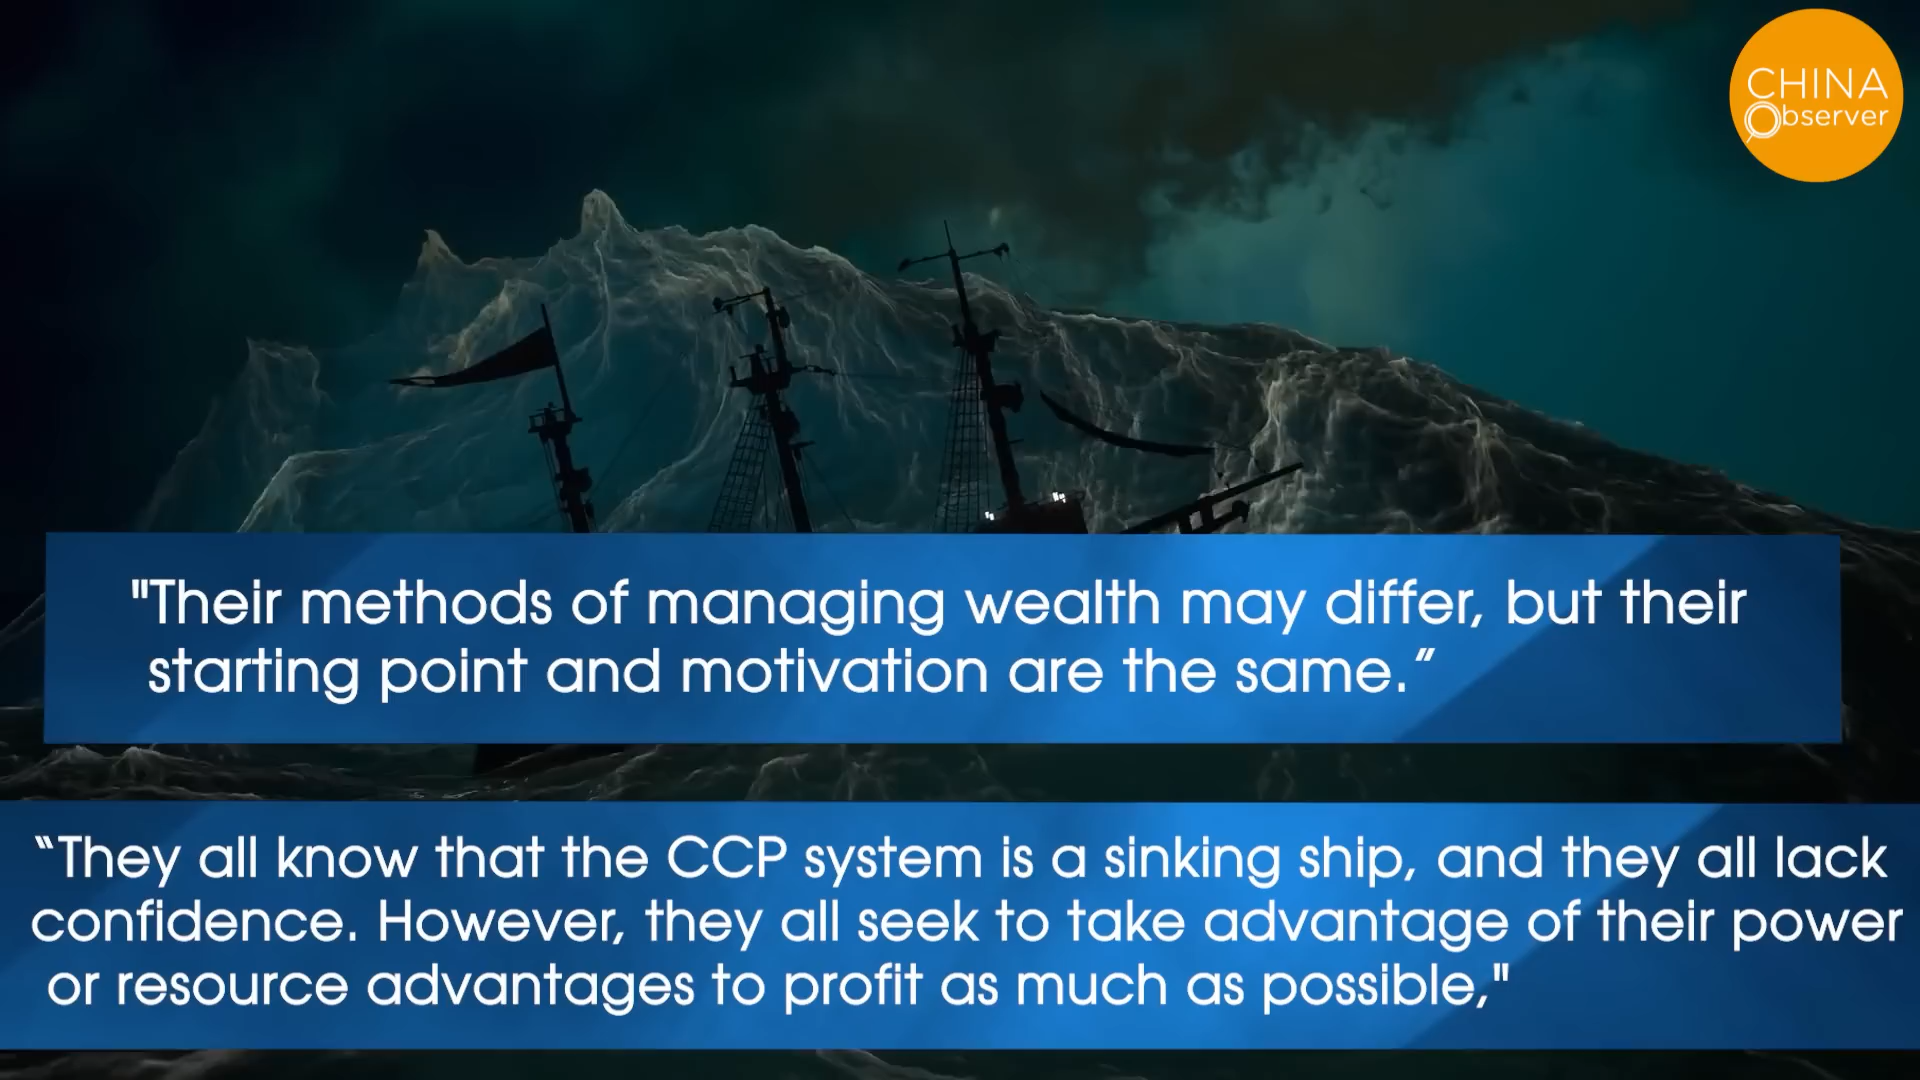 CHINA
Observer
"Their methods of managing wealth may differ, but their
starting point and motivation are the same.”
“They all know that the CCP system is a sinking ship, and they all lack
confidence. However, they all seek to take advantage of their power
or resource advantages to profit as much as possible,"